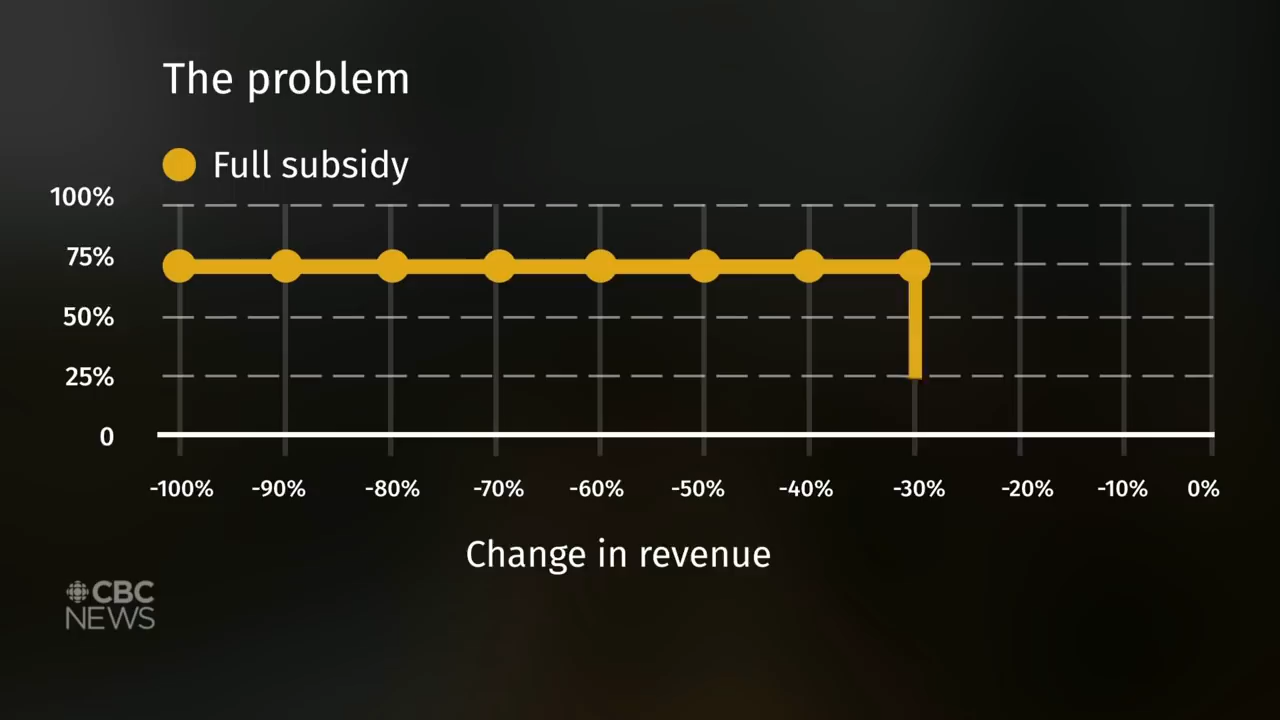 The problem
Full subsidy
100%
75%
50%
25%
0
-100% -90% -80% -70% -60% -50% -40% -30% -20% -10% 0%
Change in revenue
CBC
NEWS